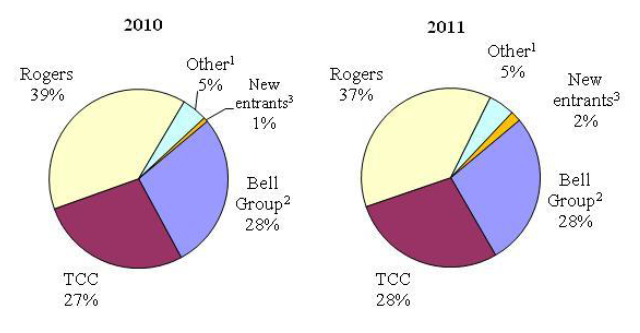 2010
Rogers
39%
Other¹
5%
New
entrants³
1%
Bell
Group²
28%
TCC
27%
2011
Rogers
37%
Other¹
5%
New
entrants³
2%
Bell
Group²
28%
TCC
28%